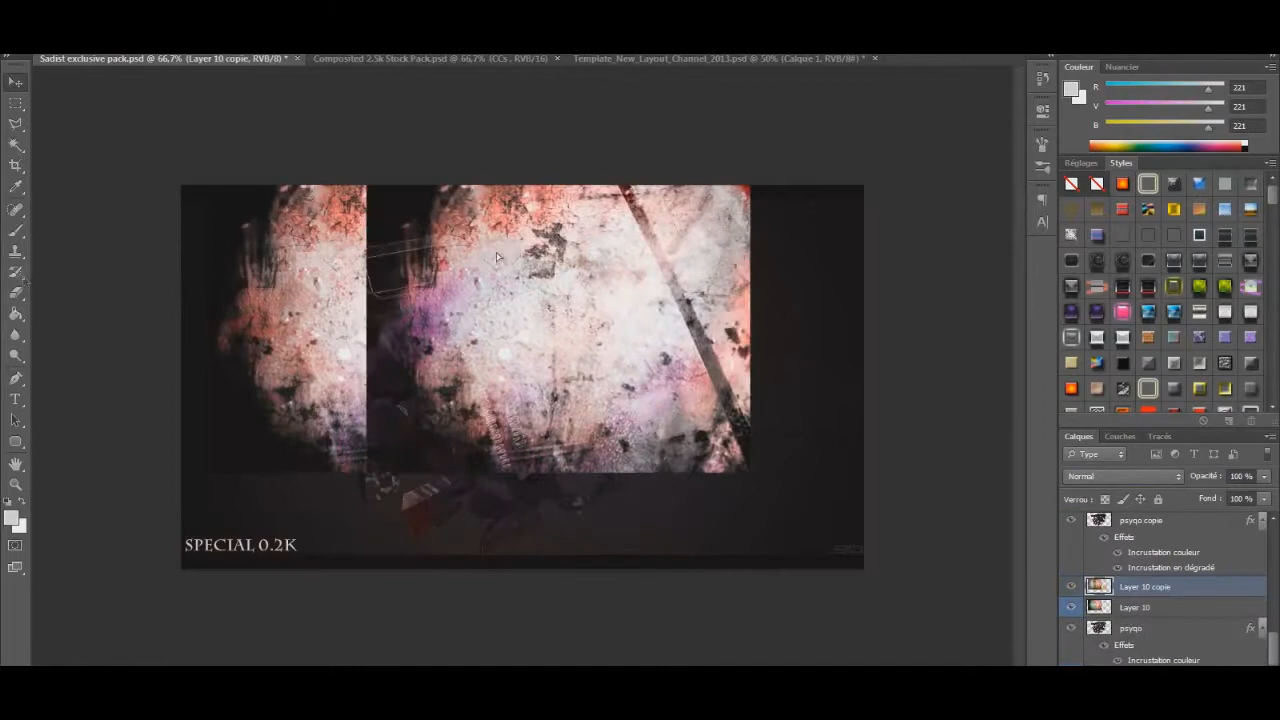 Sadist exclusive pack.psd @ 66,7% (Layer 10 copie, RVB/8) * ×
Composited 2.5k Stock Pack.psd @ 66,7% (CCs , RVB/16) ×
Template_New_Layout_Channel_2013.psd @ 50% (Calque 1, RVB/8#) * ×
Couleur Nuancier
R 221
V 221
B 221
Réglages Styles
SPECIAL 0.2K
Calques Couches Tracés
Type
Normal Opacité : 100 %
Verrou : Fond : 100 %
psyqo copie fx
Effets
Incrustation couleur
Incrustation en dégradé
Layer 10 copie
Layer 10
psyqo fx
Effets
Incrustation couleur